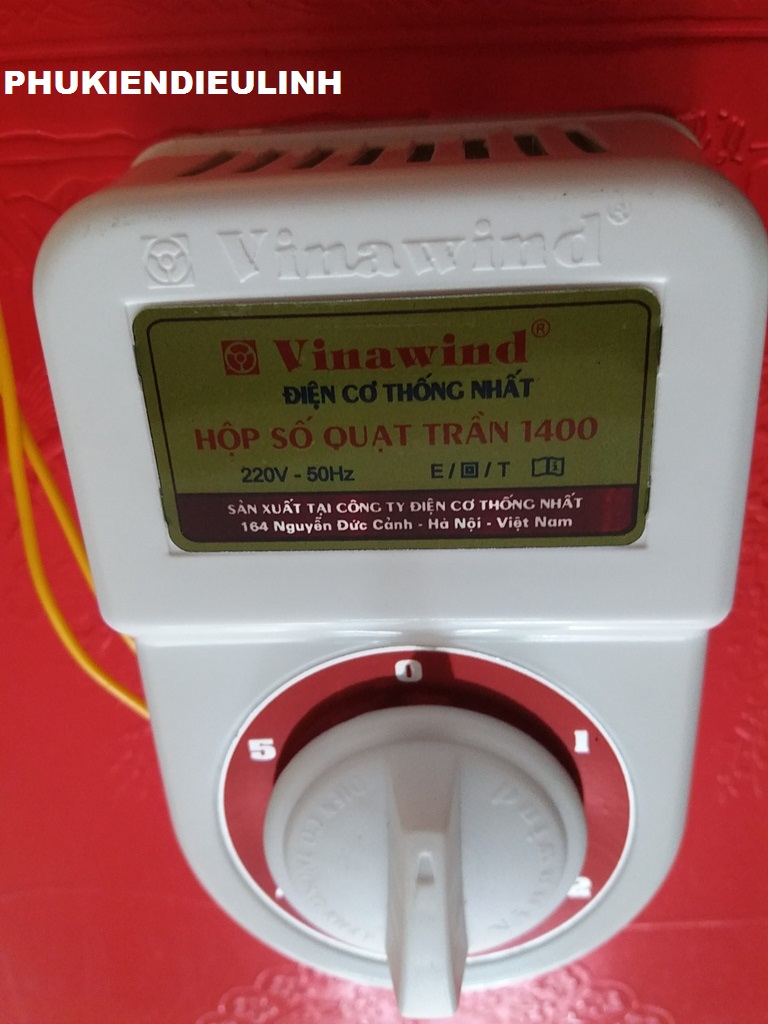 PHUKIENDIEULINH
Vinawind®
Vinawind®
ĐIỆN CƠ THỐNG NHẤT
HỘP SỐ QUẠT TRẦN 1400
220V - 50Hz E / / T
SẢN XUẤT TẠI CÔNG TY ĐIỆN CƠ THỐNG NHẤT
164 Nguyễn Đức Cảnh - Hà Nội - Việt Nam
0
5 1
2